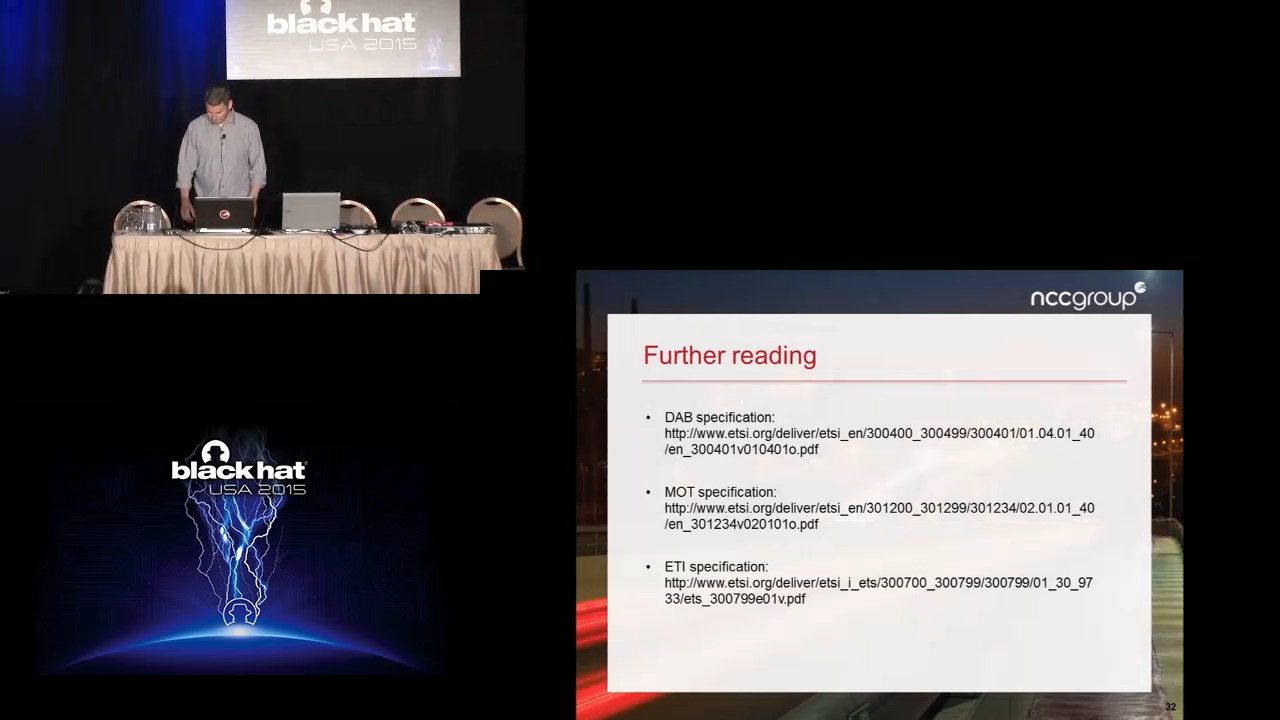 black hat
USA 2015
nccgroup
Further reading
• DAB specification:
http://www.etsi.org/deliver/etsi_en/300400_300499/300401/01.04.01_40
/en_300401v010401o.pdf
• MOT specification:
http://www.etsi.org/deliver/etsi_en/301200_301299/301234/02.01.01_40
/en_301234v020101o.pdf
• ETI specification:
http://www.etsi.org/deliver/etsi_i_ets/300700_300799/300799/01_30_97
33/ets_300799e01v.pdf
black hat
USA 2015
32